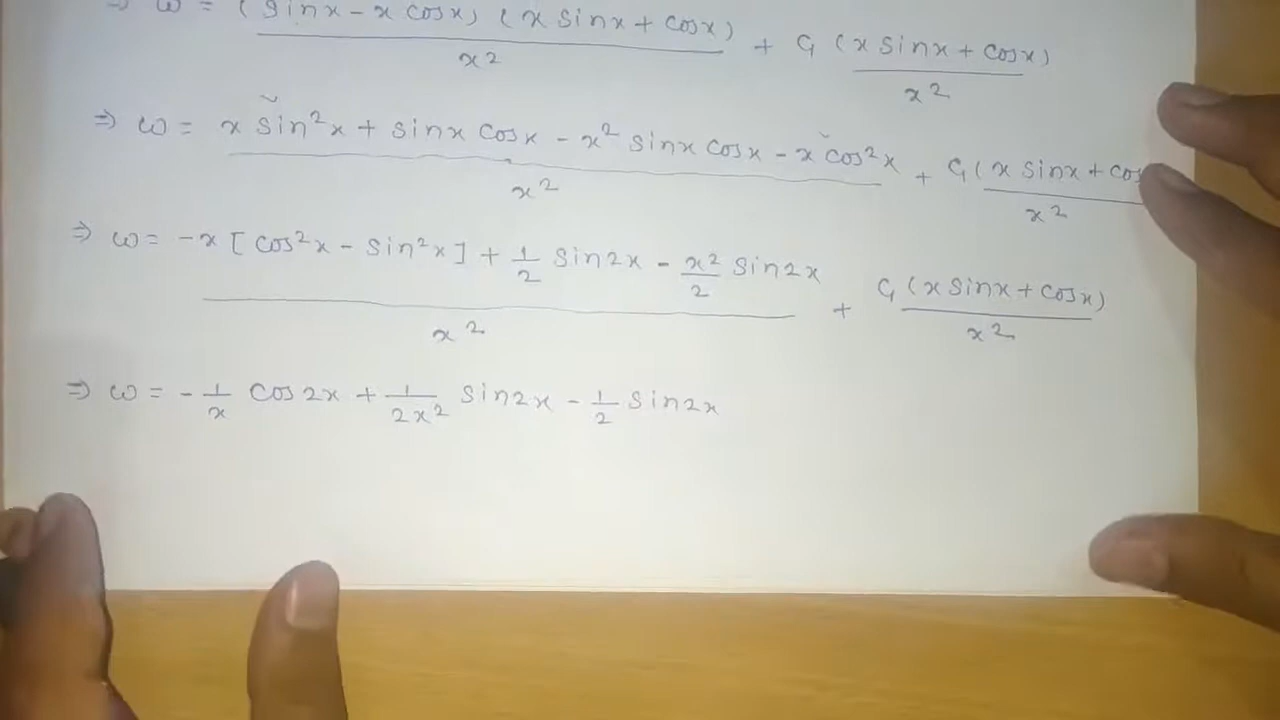 ⇒ ω = (sinx - x cosx) (x sinx + cosx) / x² + C₁ (x sinx + cosx) / x²
⇒ ω = x sin²x + sinx cosx - x² sinx cosx - x cos²x / x² + C₁ (x sinx + cos / x²
⇒ ω = -x [cos²x - sin²x] + 1/2 sin2x - x²/2 sin2x / x² + C₁ (x sinx + cosx) / x²
⇒ ω = - 1/x cos2x + 1/2x² sin2x - 1/2 sin2x